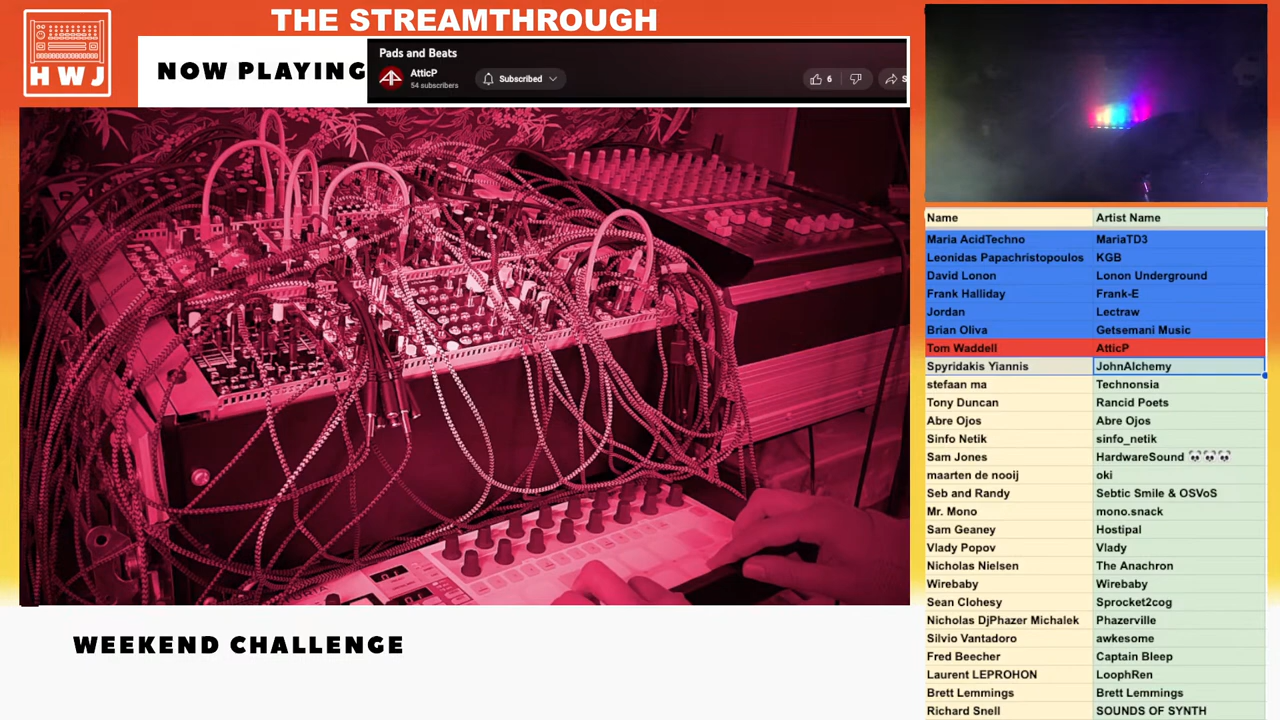 THE STREAMTHROUGH
HWJ
NOW PLAYING
Pads and Beats
AtticP
54 subscribers
Subscribed
6
S
WEEKEND CHALLENGE
Name Artist Name
Maria AcidTechno MariaTD3
Leonidas Papachristopoulos KGB
David Lonon Lonon Underground
Frank Halliday Frank-E
Jordan Lectraw
Brian Oliva Getsemani Music
Tom Waddell AtticP
Spyridakis Yiannis JohnAlchemy
stefaan ma Technonsia
Tony Duncan Rancid Poets
Abre Ojos Abre Ojos
Sinfo Netik sinfo_netik
Sam Jones HardwareSound 🐼🐼🐼
maarten de nooij oki
Seb and Randy Sebtic Smile & OSVoS
Mr. Mono mono.snack
Sam Geaney Hostipal
Vlady Popov Vlady
Nicholas Nielsen The Anachron
Wirebaby Wirebaby
Sean Clohesy Sprocket2cog
Nicholas DjPhazer Michalek Phazerville
Silvio Vantadoro awkesome
Fred Beecher Captain Bleep
Laurent LEPROHON LoophRen
Brett Lemmings Brett Lemmings
Richard Snell SOUNDS OF SYNTH